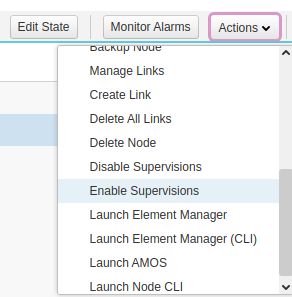 Edit State
Monitor Alarms
Actions
Backup Node
Manage Links
Create Link
Delete All Links
Delete Node
Disable Supervisions
Enable Supervisions
Launch Element Manager
Launch Element Manager (CLI)
Launch AMOS
Launch Node CLI